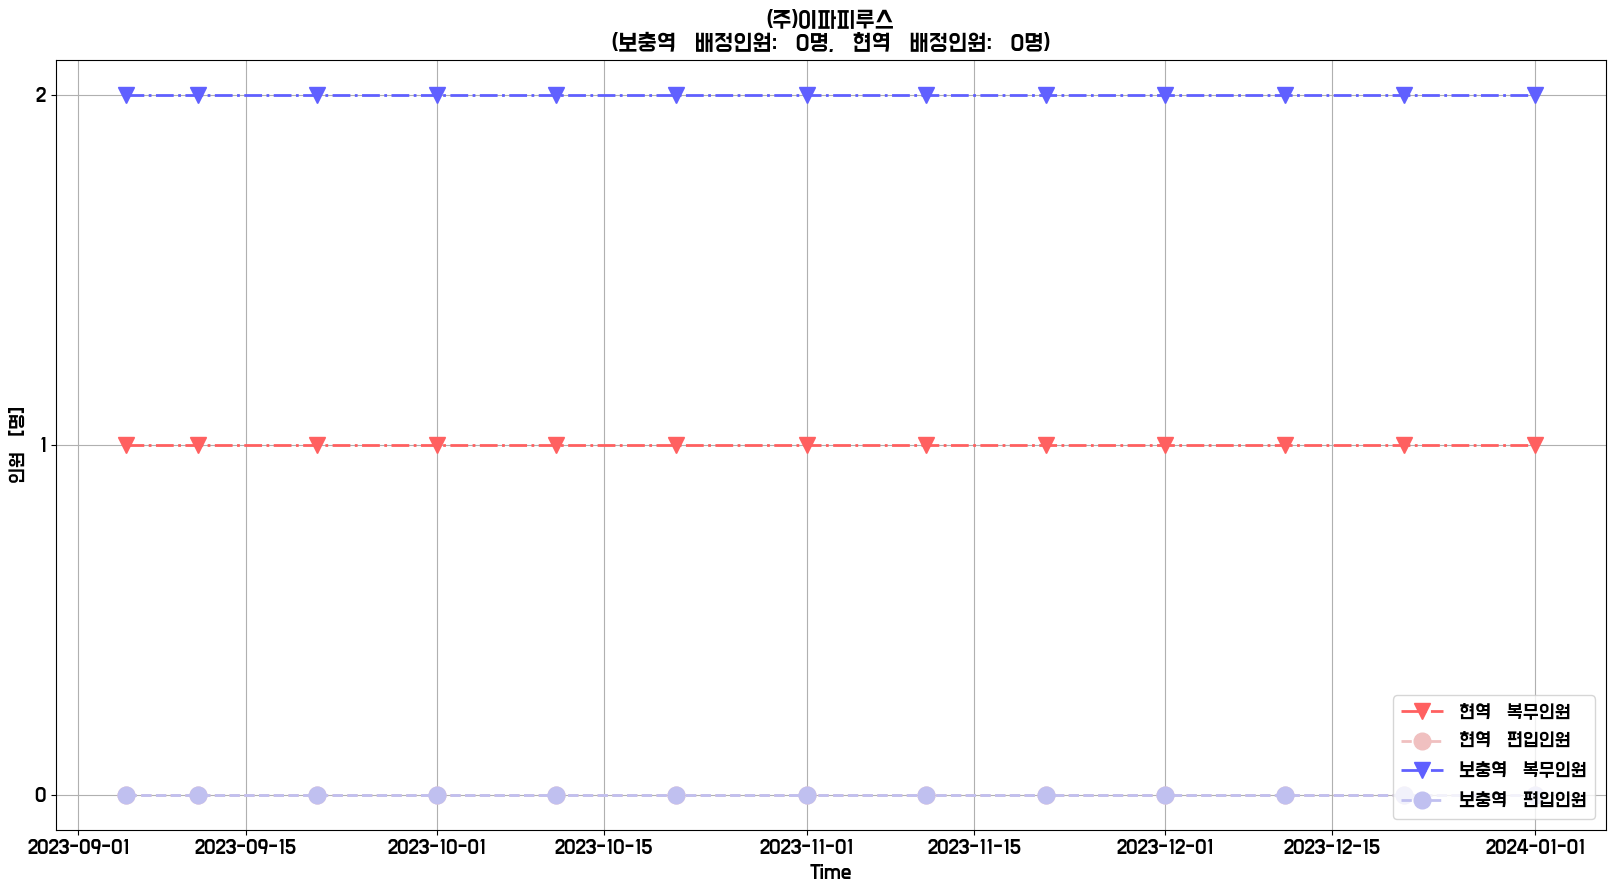 (주)이파피루스
(보충역 배정인원: 0명, 현역 배정인원: 0명)
인원 [명]
2
1
0
현역 복무인원
현역 편입인원
보충역 복무인원
보충역 편입인원
2023-09-01 2023-09-15 2023-10-01 2023-10-15 2023-11-01 2023-11-15 2023-12-01 2023-12-15 2024-01-01
Time